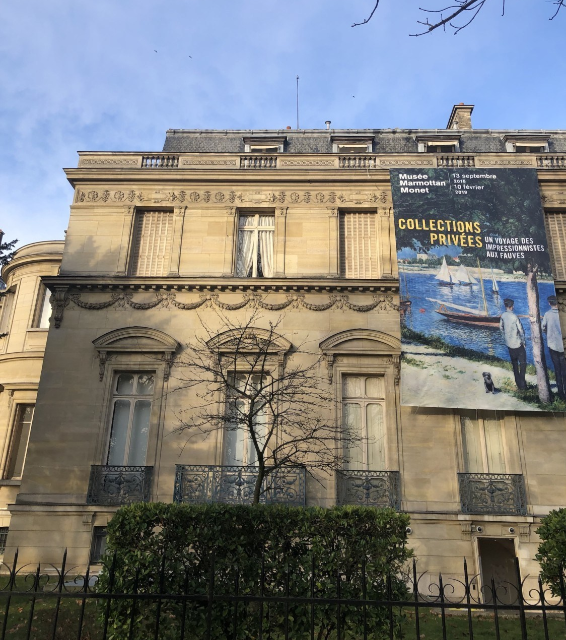 Musée
Marmottan
Monet
13 septembre
2018
10 février
2019
COLLECTIONS
PRIVÉES
UN VOYAGE DES
IMPRESSIONNISTES
AUX FAUVES